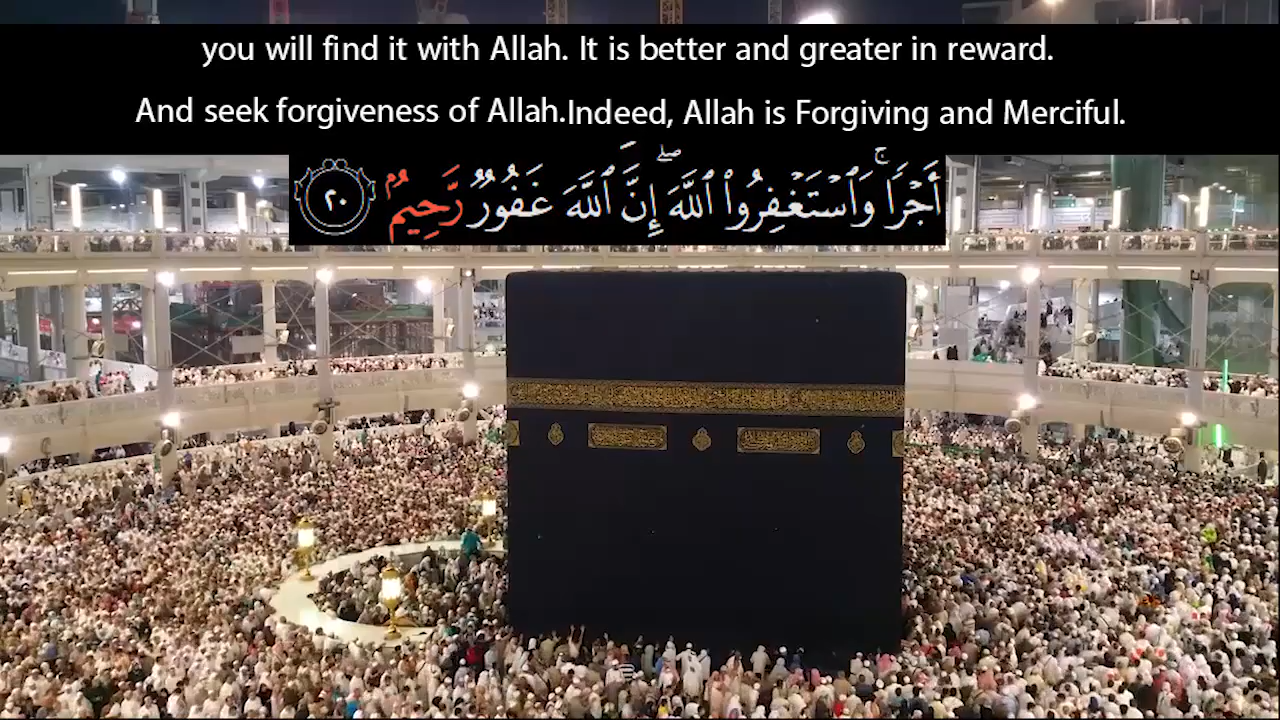 you will find it with Allah. It is better and greater in reward.
And seek forgiveness of Allah.Indeed, Allah is Forgiving and Merciful.
أَجْرًۭا ۚ وَٱسْتَغْفِرُوا۟ ٱللَّهَ ۖ إِنَّ ٱللَّهَ غَفُورٌۭ رَّحِيمٌۢ ٢٠